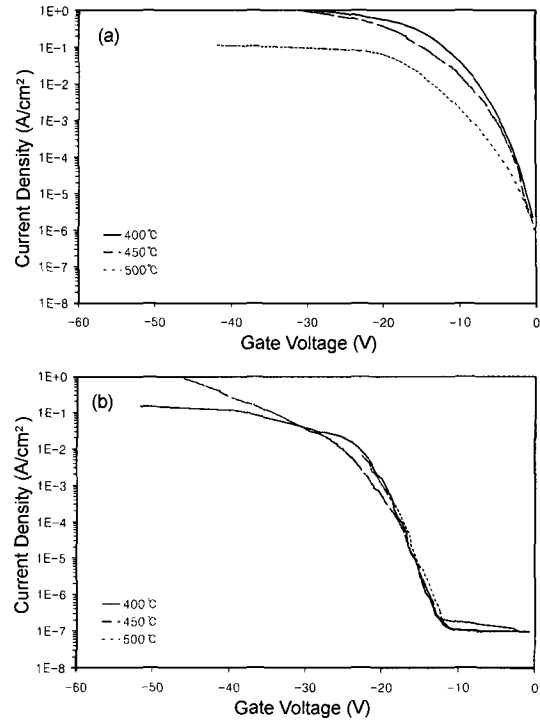 (a)
Current Density (A/cm²)
1E+0
1E-1
1E-2
1E-3
1E-4
1E-5
1E-6
1E-7
1E-8
400℃
450℃
500℃
-60 -50 -40 -30 -20 -10 0
Gate Voltage (V)
(b)
Current Density (A/cm²)
1E+0
1E-1
1E-2
1E-3
1E-4
1E-5
1E-6
1E-7
1E-8
400℃
450℃
500℃
-60 -50 -40 -30 -20 -10 0
Gate Voltage (V)